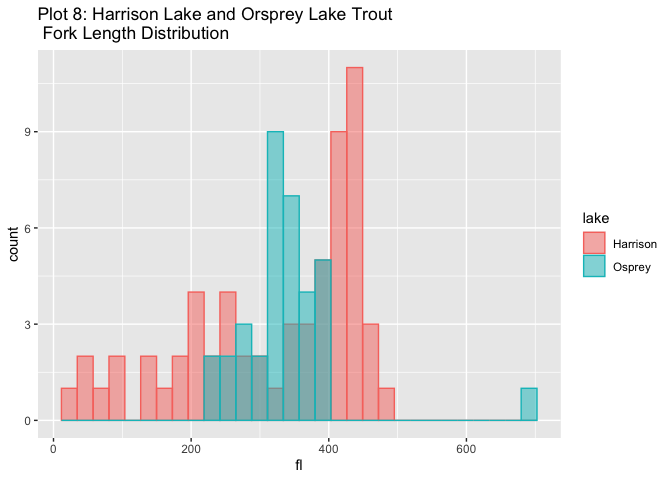 Plot 8: Harrison Lake and Orsprey Lake Trout
Fork Length Distribution
9
6
3
0
count
0 200 400 600
fl
lake
Harrison
Osprey